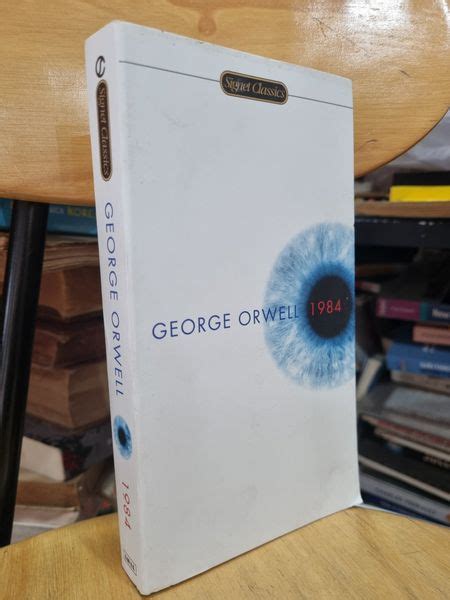 Signet Classics
GEORGE ORWELL 1984
Signet Classics
GEORGE ORWELL
1984